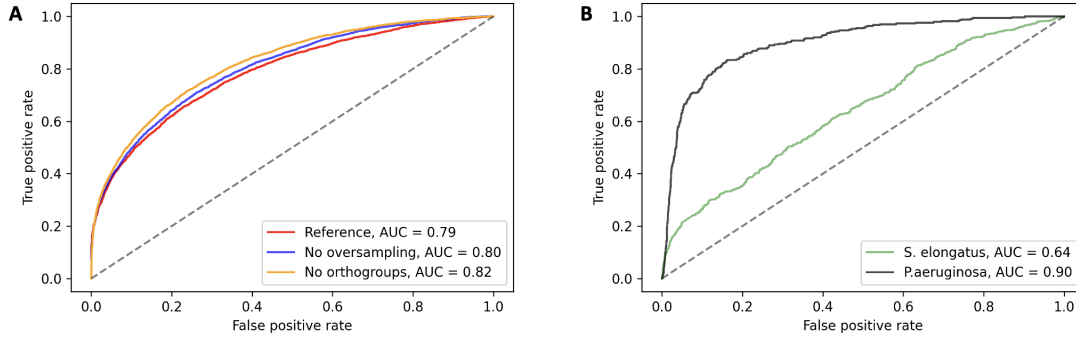 A
True positive rate
1.0
0.8
0.6
0.4
0.2
0.0
0.0 0.2 0.4 0.6 0.8 1.0
False positive rate
Reference, AUC = 0.79
No oversampling, AUC = 0.80
No orthogroups, AUC = 0.82
B
True positive rate
1.0
0.8
0.6
0.4
0.2
0.0
0.0 0.2 0.4 0.6 0.8 1.0
False positive rate
S. elongatus, AUC = 0.64
P.aeruginosa, AUC = 0.90